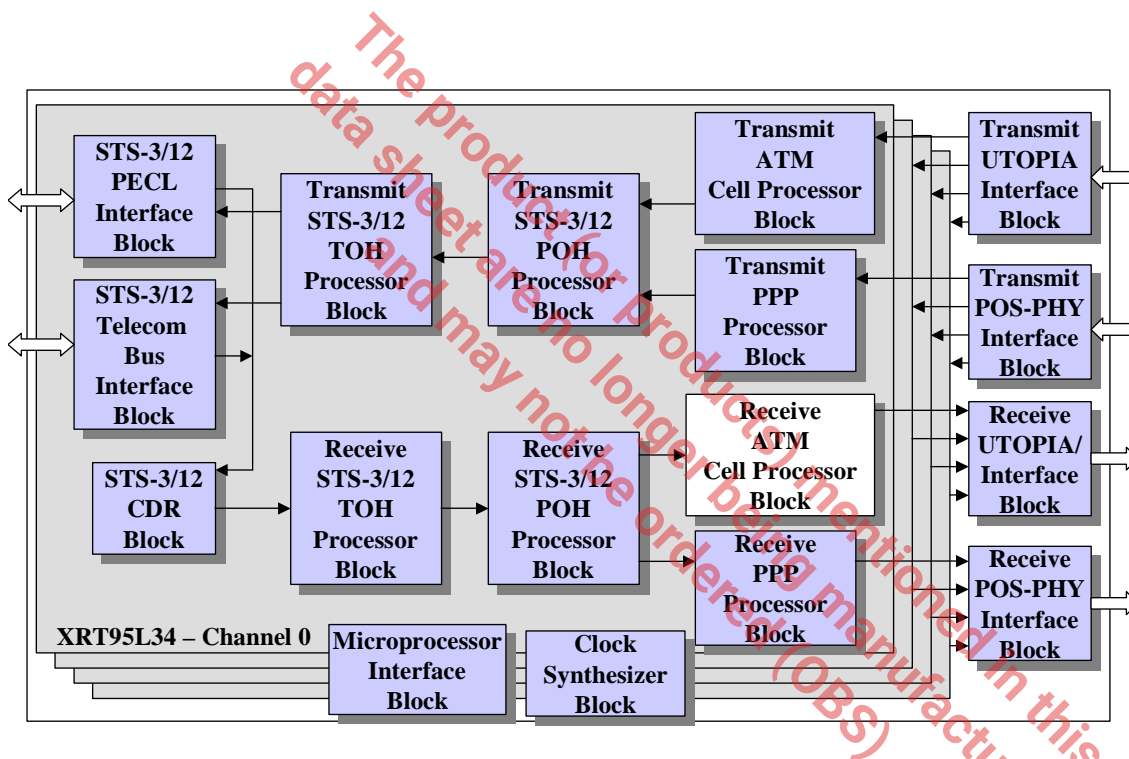 The product (or products) mentioned in this
data sheet are no longer being manufactu
and may not be ordered (OBS)
STS-3/12
PECL
Interface
Block
Transmit
STS-3/12
TOH
Processor
Block
Transmit
STS-3/12
POH
Processor
Block
Transmit
ATM
Cell Processor
Block
Transmit
UTOPIA
Interface
Block
STS-3/12
Telecom
Bus
Interface
Block
Transmit
PPP
Processor
Block
Transmit
POS-PHY
Interface
Block
STS-3/12
CDR
Block
Receive
STS-3/12
TOH
Processor
Block
Receive
STS-3/12
POH
Processor
Block
Receive
ATM
Cell Processor
Block
Receive
UTOPIA/
Interface
Block
Receive
PPP
Processor
Block
Receive
POS-PHY
Interface
Block
XRT95L34 – Channel 0
Microprocessor
Interface
Block
Clock
Synthesizer
Block